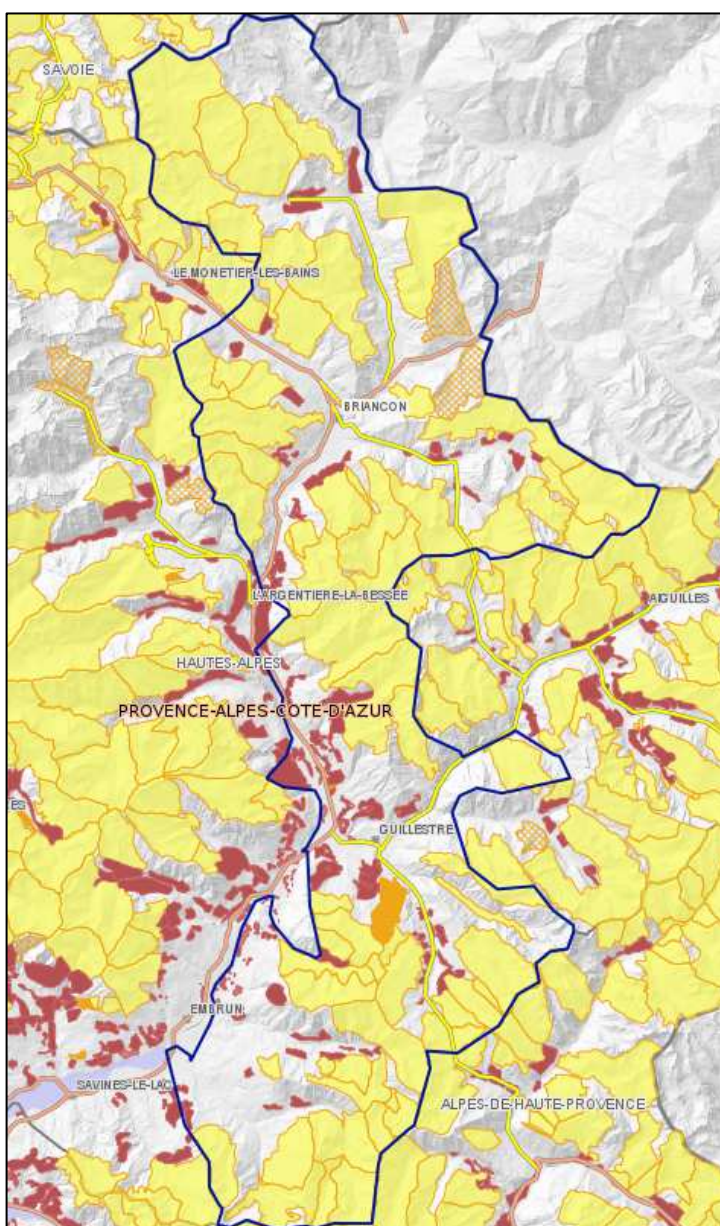 SAVOIE
LE MONETIER-LES-BAINS
BRIANCON
L'ARGENTIERE-LA-BESSEE
AIGUILLES
HAUTES-ALPES
PROVENCE-ALPES-COTE-D'AZUR
ES
GUILLESTRE
EMBRUN
SAVINES-LE-LAC
ALPES-DE-HAUTE-PROVENCE